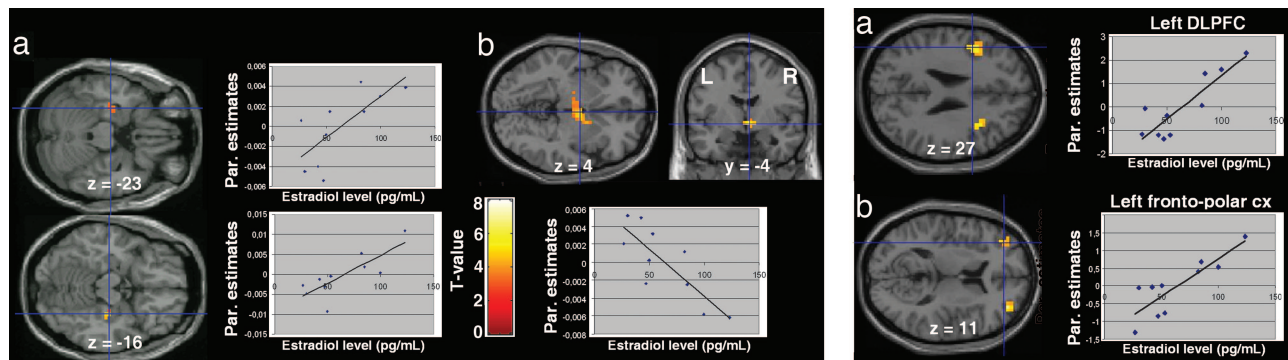 a
z = -23
Par. estimates
0,006
0,004
0,002
0
-0,002
-0,004
-0,006
0
50
100
150
Estradiol level (pg/mL)
z = -16
Par. estimates
0,015
0,01
0,005
0
-0,005
-0,01
-0,015
0
50
100
150
Estradiol level (pg/mL)
b
z = 4
L
R
y = -4
T-value
8
6
4
2
0
Par. estimates
0,006
0,004
0,002
0
-0,002
-0,004
-0,006
-0,008
0
50
100
150
Estradiol level (pg/mL)
a
z = 27
Left DLPFC
Par. estimates
3
2
1
0
-1
-2
0
50
100
150
Estradiol level (pg/mL)
b
z = 11
Left fronto-polar cx
Par. estimates
1,5
1
0,5
0
-0,5
-1
-1,5
0
50
100
150
Estradiol level (pg/mL)